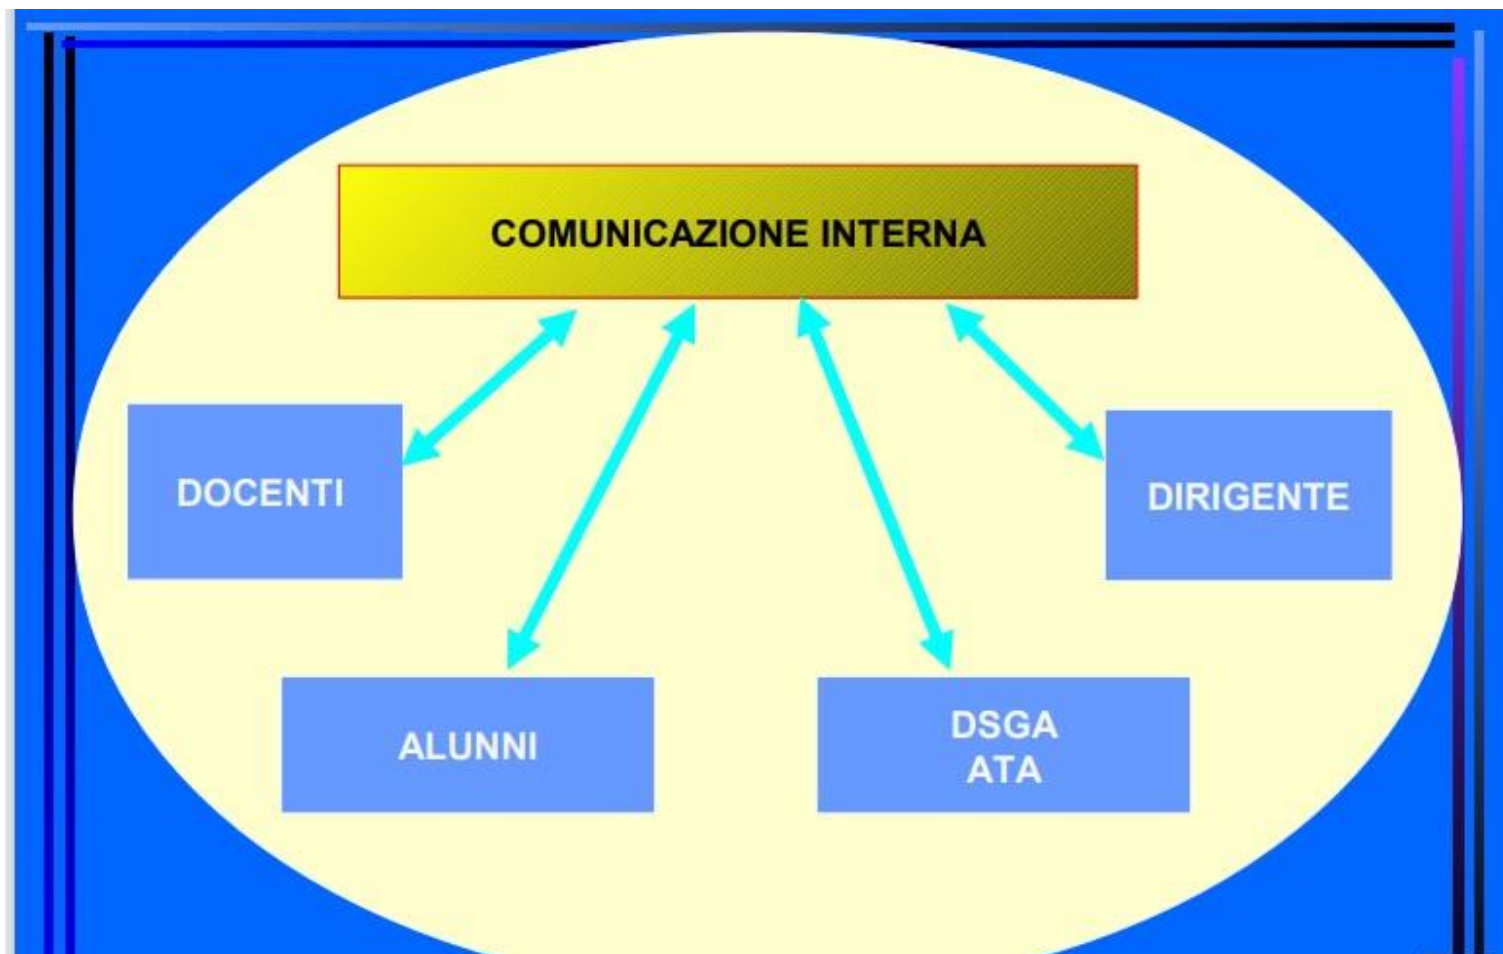 COMUNICAZIONE INTERNA
DOCENTI
DIRIGENTE
ALUNNI
DSGA
ATA